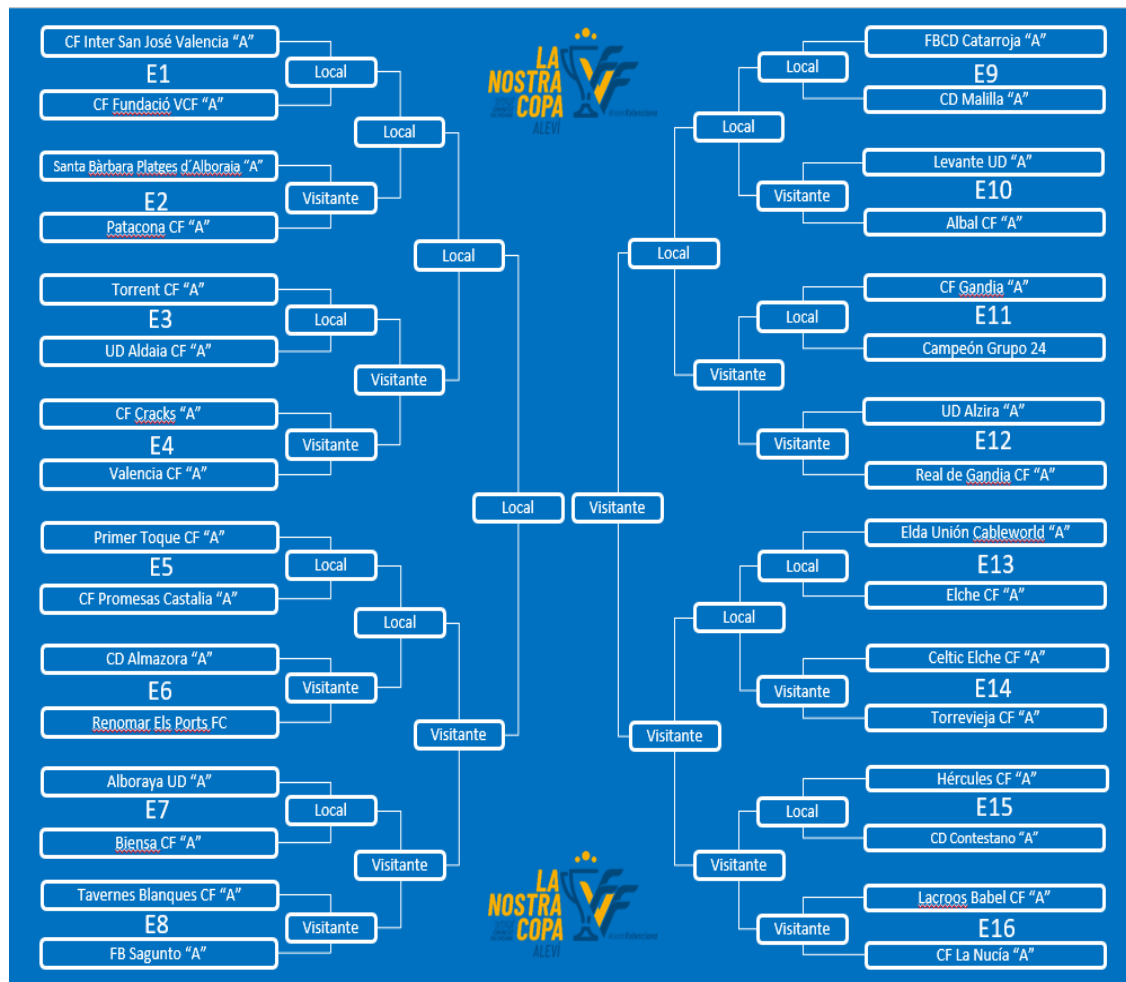 CF Inter San José Valencia “A”
E1
CF Fundació VCF “A”
Local
Santa Bàrbara Platges d´Alboraia “A”
E2
Patacona CF “A”
Visitante
Local
Torrent CF “A”
E3
UD Aldaia CF “A”
Local
CF Cracks “A”
E4
Valencia CF “A”
Visitante
Visitante
Local
Primer Toque CF “A”
E5
CF Promesas Castalia “A”
Local
CD Almazora “A”
E6
Renomar Els Ports FC
Visitante
Local
Alboraya UD “A”
E7
Biensa CF “A”
Local
Tavernes Blanques CF “A”
E8
FB Sagunto “A”
Visitante
Visitante
Visitante
Local
LA
NOSTRA
COPA
ALEVÍ
FFCV
Visitante
FBCD Catarroja “A”
E9
CD Malilla “A”
Local
Levante UD “A”
E10
Albal CF “A”
Visitante
Local
CF Gandia “A”
E11
Campeón Grupo 24
Local
UD Alzira “A”
E12
Real de Gandia CF “A”
Visitante
Visitante
Local
Elda Unión Cableworld “A”
E13
Elche CF “A”
Local
Celtic Elche CF “A”
E14
Torrevieja CF “A”
Visitante
Local
Hércules CF “A”
E15
CD Contestano “A”
Local
Lacroos Babel CF “A”
E16
CF La Nucía “A”
Visitante
Visitante
Visitante
LA
NOSTRA
COPA
ALEVÍ